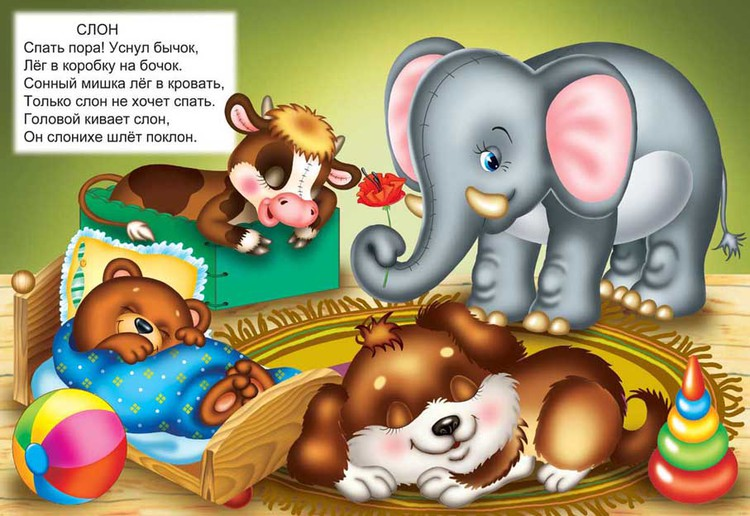 СЛОН
Спать пора! Уснул бычок,
Лёг в коробку на бочок.
Сонный мишка лёг в кровать,
Только слон не хочет спать.
Головой кивает слон,
Он слонихе шлёт поклон.